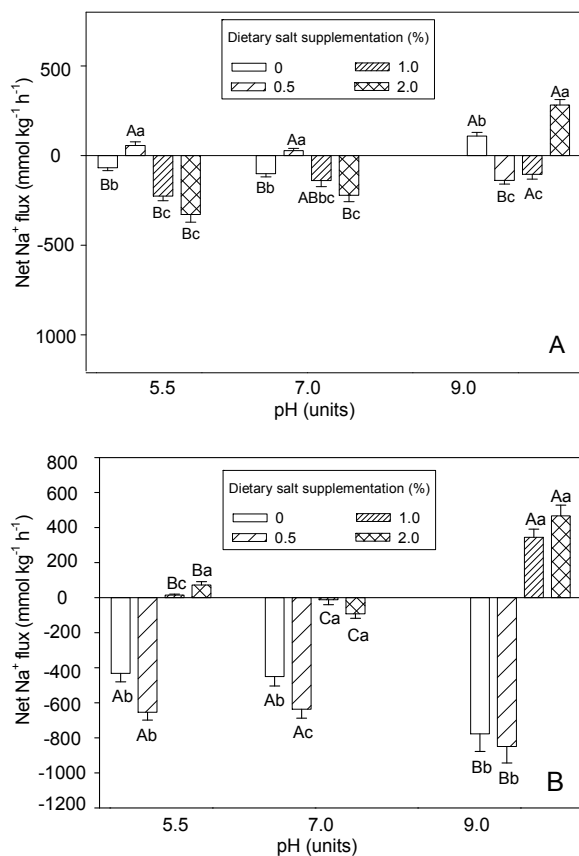 Dietary salt supplementation (%)
0 1.0
0.5 2.0
500
0
-500
1000
Net Na⁺ flux (mmol kg⁻¹ h⁻¹)
Bb Aa Bc Bc
Bb Aa ABbc Bc
Ab Bc Ac Aa
A
5.5 7.0 9.0
pH (units)
Dietary salt supplementation (%)
0 1.0
0.5 2.0
800
600
400
200
0
-200
-400
-600
-800
-1000
-1200
Net Na⁺ flux (mmol kg⁻¹ h⁻¹)
Ab Ab Bc Ba
Ab Ac Ca Ca
Bb Bb Aa Aa
B
5.5 7.0 9.0
pH (units)